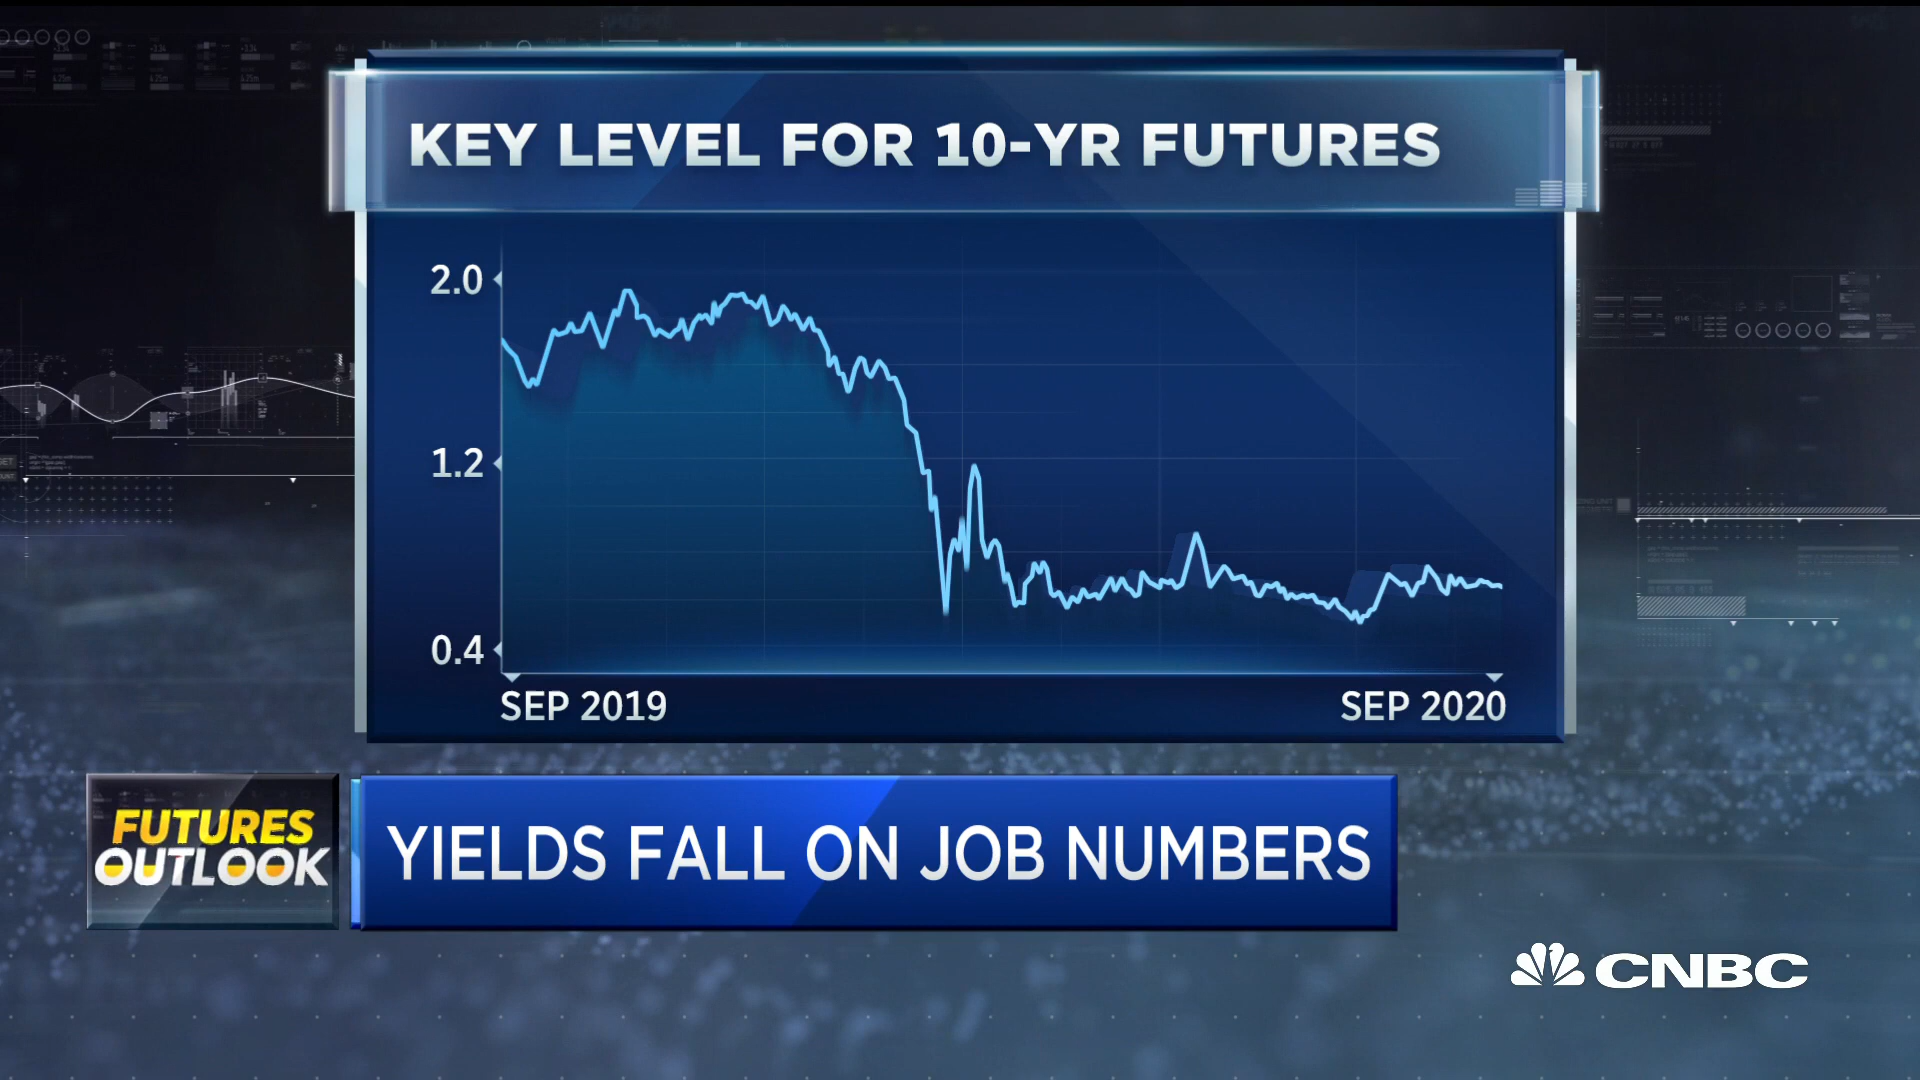 KEY LEVEL FOR 10-YR FUTURES
2.0
1.2
0.4
SEP 2019
SEP 2020
FUTURES
OUTLOOK
YIELDS FALL ON JOB NUMBERS
CNBC